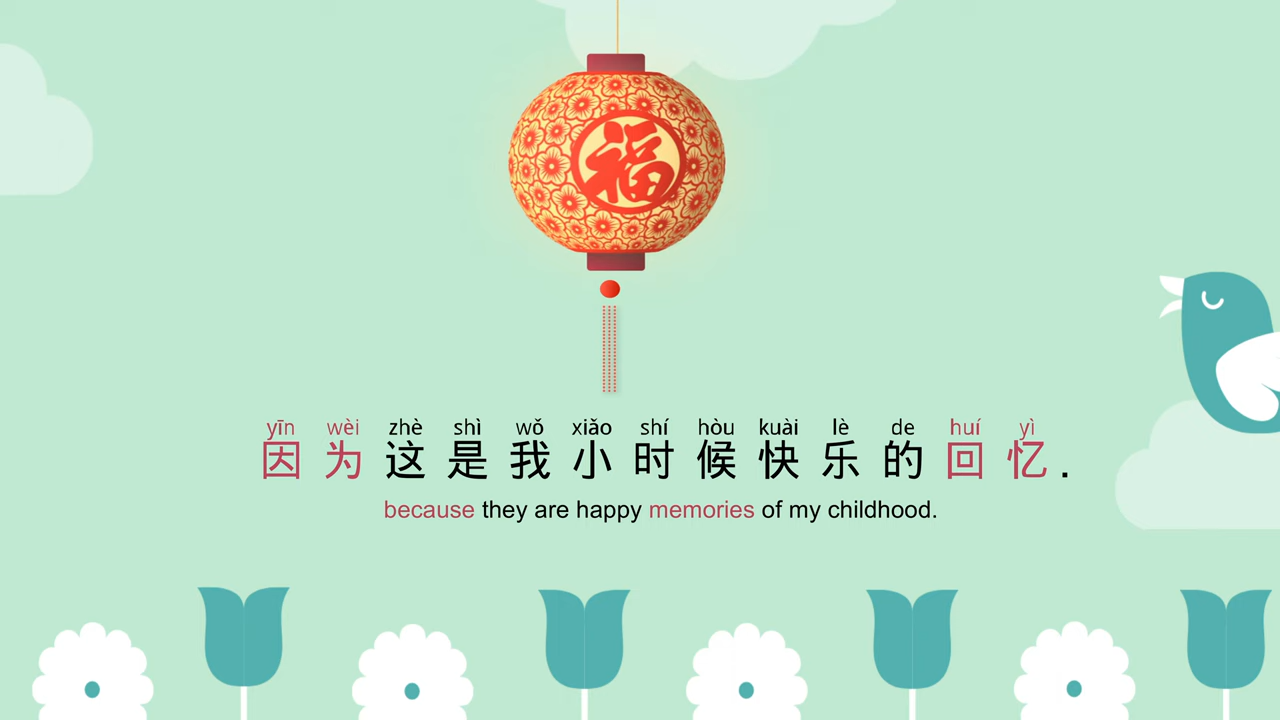 福
yīn wèi zhè shì wǒ xiǎo shí hòu kuài lè de huí yì
因为这是我小时候快乐的回忆.
because they are happy memories of my childhood.